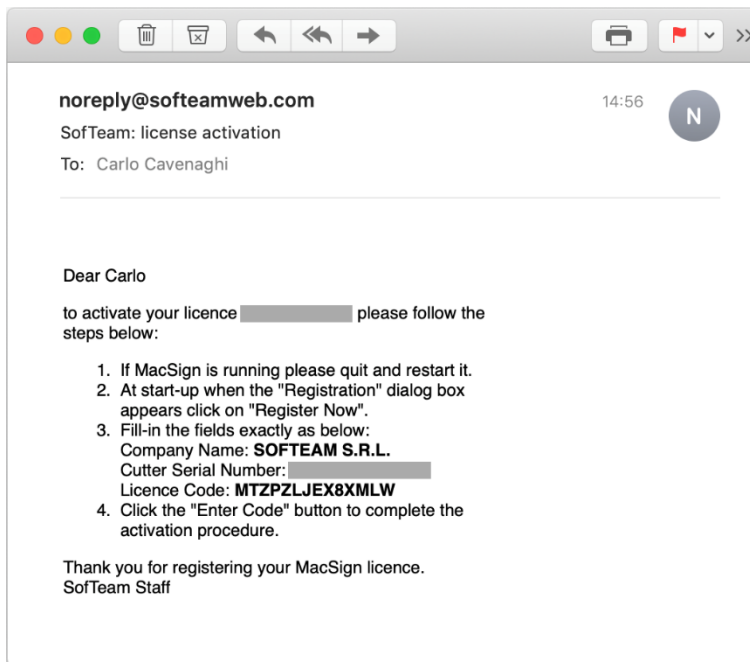 noreply@softeamweb.com
14:56
N
SofTeam: license activation
To: Carlo Cavenaghi
Dear Carlo
to activate your licence please follow the
steps below:
1. If MacSign is running please quit and restart it.
2. At start-up when the "Registration" dialog box
appears click on "Register Now".
3. Fill-in the fields exactly as below:
Company Name: SOFTEAM S.R.L.
Cutter Serial Number:
Licence Code: MTZPZLJEX8XMLW
4. Click the "Enter Code" button to complete the
activation procedure.
Thank you for registering your MacSign licence.
SofTeam Staff